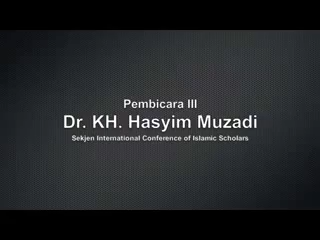 Pembicara III
Dr. KH. Hasyim Muzadi
Sekjen International Conference of Islamic Scholars